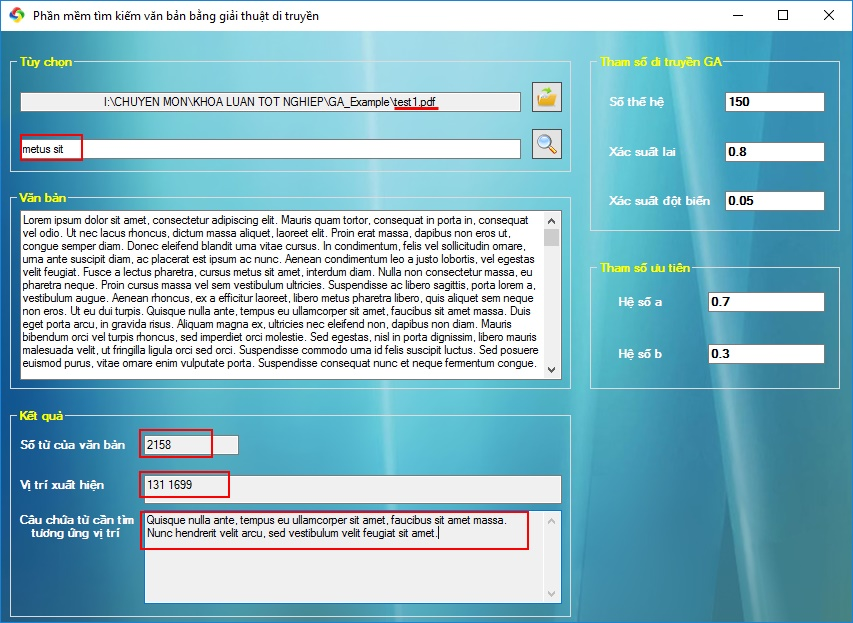 Phần mềm tìm kiếm văn bản bằng giải thuật di truyền
Tùy chọn
I:\CHUYEN MON\KHOA LUAN TOT NGHIEP\GA_Example\test1.pdf
metus sit
Tham số di truyền GA
Số thế hệ
150
Xác suất lai
0.8
Xác suất đột biến
0.05
Văn bản
Lorem ipsum dolor sit amet, consectetur adipiscing elit. Mauris quam tortor, consequat in porta in, consequat
vel odio. Ut nec lacus rhoncus, dictum massa aliquet, laoreet elit. Proin erat massa, dapibus non eros ut,
congue semper diam. Donec eleifend blandit urna vitae cursus. In condimentum, felis vel sollicitudin ornare,
urna ante suscipit diam, ac placerat est ipsum ac nunc. Aenean condimentum leo a justo lobortis, vel egestas
velit feugiat. Fusce a lectus pharetra, cursus metus sit amet, interdum diam. Nulla non consectetur massa, eu
pharetra neque. Proin cursus massa vel sem vestibulum ultricies. Suspendisse ac libero sagittis, porta lorem a,
vestibulum augue. Aenean rhoncus, ex a efficitur laoreet, libero metus pharetra libero, quis aliquet sem neque
non eros. Ut eu dui turpis. Quisque nulla ante, tempus eu ullamcorper sit amet, faucibus sit amet massa. Duis
eget porta arcu, in gravida risus. Aliquam magna ex, ultricies nec eleifend non, dapibus non diam. Mauris
bibendum orci vel turpis rhoncus, sed imperdiet orci molestie. Sed egestas, nisl in porta dignissim, libero mauris
malesuada velit, ut fringilla ligula orci sed orci. Suspendisse commodo urna id felis suscipit luctus. Sed posuere
euismod purus, vitae ornare enim vulputate porta. Suspendisse consequat nunc et neque fermentum congue.
Tham số ưu tiên
Hệ số a
0.7
Hệ số b
0.3
Kết quả
Số từ của văn bản
2158
Vị trí xuất hiện
131 1699
Câu chứa từ cần tìm
tương ứng vị trí
Quisque nulla ante, tempus eu ullamcorper sit amet, faucibus sit amet massa.
Nunc hendrerit velit arcu, sed vestibulum velit feugiat sit amet.